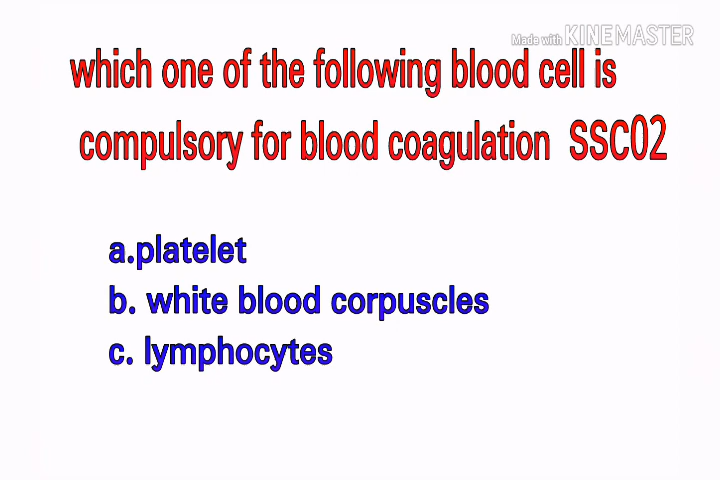 Made with KINEMASTER
which one of the following blood cell is
compulsory for blood coagulation SSC02
a.platelet
b. white blood corpuscles
c. lymphocytes